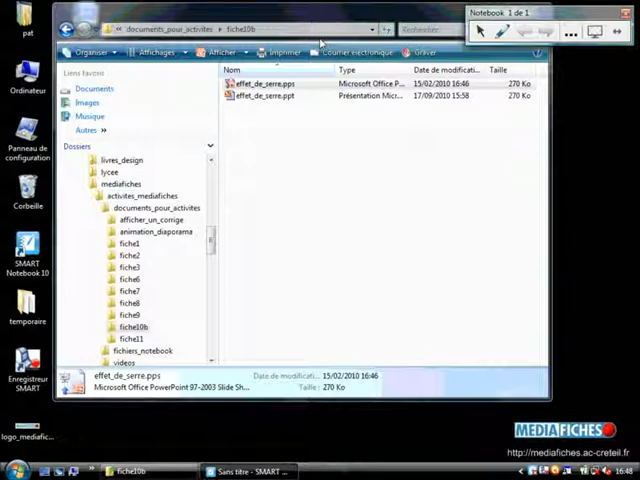 pat
Ordinateur
Panneau de
configuration
Corbeille
SMART
Notebook 10
temporaire
Enregistreur
SMART
logo_mediafic...
documents_pour_activites
fiche10b
Rechercher
Notebook 1 de 1
Organiser
Affichages
Afficher
Imprimer
Courrier électronique
Graver
Liens favoris
Documents
Images
Musique
Autres »
Dossiers
livres_design
lycee
mediafiches
activites_mediafiches
documents_pour_activites
afficher_un_corrige
animation_diaporama
fiche1
fiche2
fiche3
fiche6
fiche7
fiche8
fiche9
fiche10b
fiche11
fichiers_notebook
videos
Nom Type Date de modificati... Taille
effet_de_serre.pps Microsoft Office P... 15/02/2010 16:46 270 Ko
effet_de_serre.ppt Présentation Micr... 17/09/2010 15:58 270 Ko
effet_de_serre.pps Date de modificati... 15/02/2010 16:46
Microsoft Office PowerPoint 97-2003 Slide Sh... Taille : 270 Ko
MEDIAFICHES
http://mediafiches.ac-creteil.fr
fiche10b
Sans titre - SMART ...
16:48